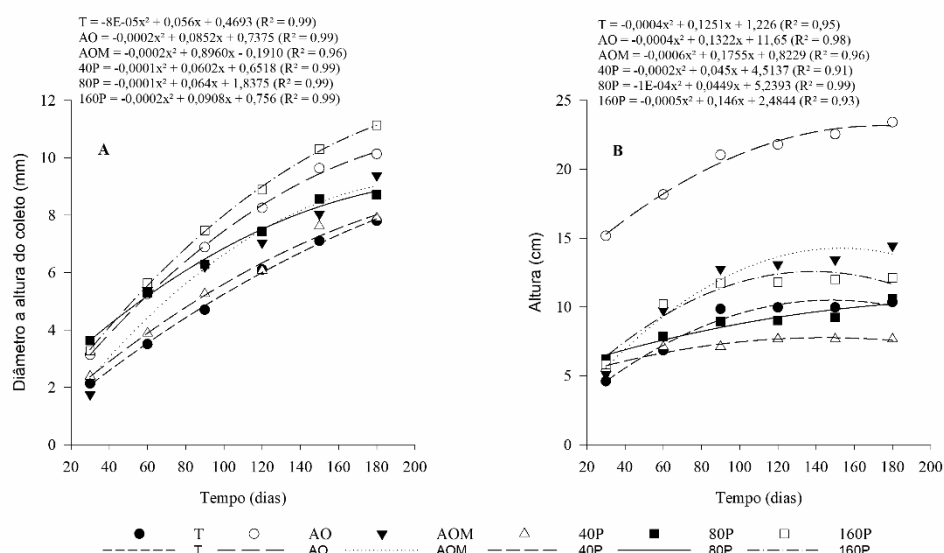 T = -8E-05x² + 0,056x + 0,4693 (R² = 0.99)
AO = -0,0002x² + 0,0852x + 0,7375 (R² = 0.99)
AOM = -0,0002x² + 0,8960x - 0,1910 (R² = 0.96)
40P = -0,0001x² + 0,0602x + 0,6518 (R² = 0.99)
80P = -0,0001x² + 0,064x + 1,8375 (R² = 0.99)
160P = -0,0002x² + 0,0908x + 0,756 (R² = 0.99)
A
Diâmetro a altura do coleto (mm)
12
10
8
6
4
2
0
20 40 60 80 100 120 140 160 180 200
Tempo (dias)
T = -0,0004x² + 0,1251x + 1,226 (R² = 0.95)
AO = -0,0004x² + 0,1322x + 11,65 (R² = 0.98)
AOM = -0,0006x² + 0,1755x + 0,8229 (R² = 0.96)
40P = -0,0002x² + 0,045x + 4,5137 (R² = 0.91)
80P = -1E-04x² + 0,0449x + 5,2393 (R² = 0.99)
160P = -0,0005x² + 0,146x + 2,4844 (R² = 0.93)
B
Altura (cm)
25
20
15
10
5
0
20 40 60 80 100 120 140 160 180 200
Tempo (dias)
T AO AOM 40P 80P 160P
T AO AOM 40P 80P 160P